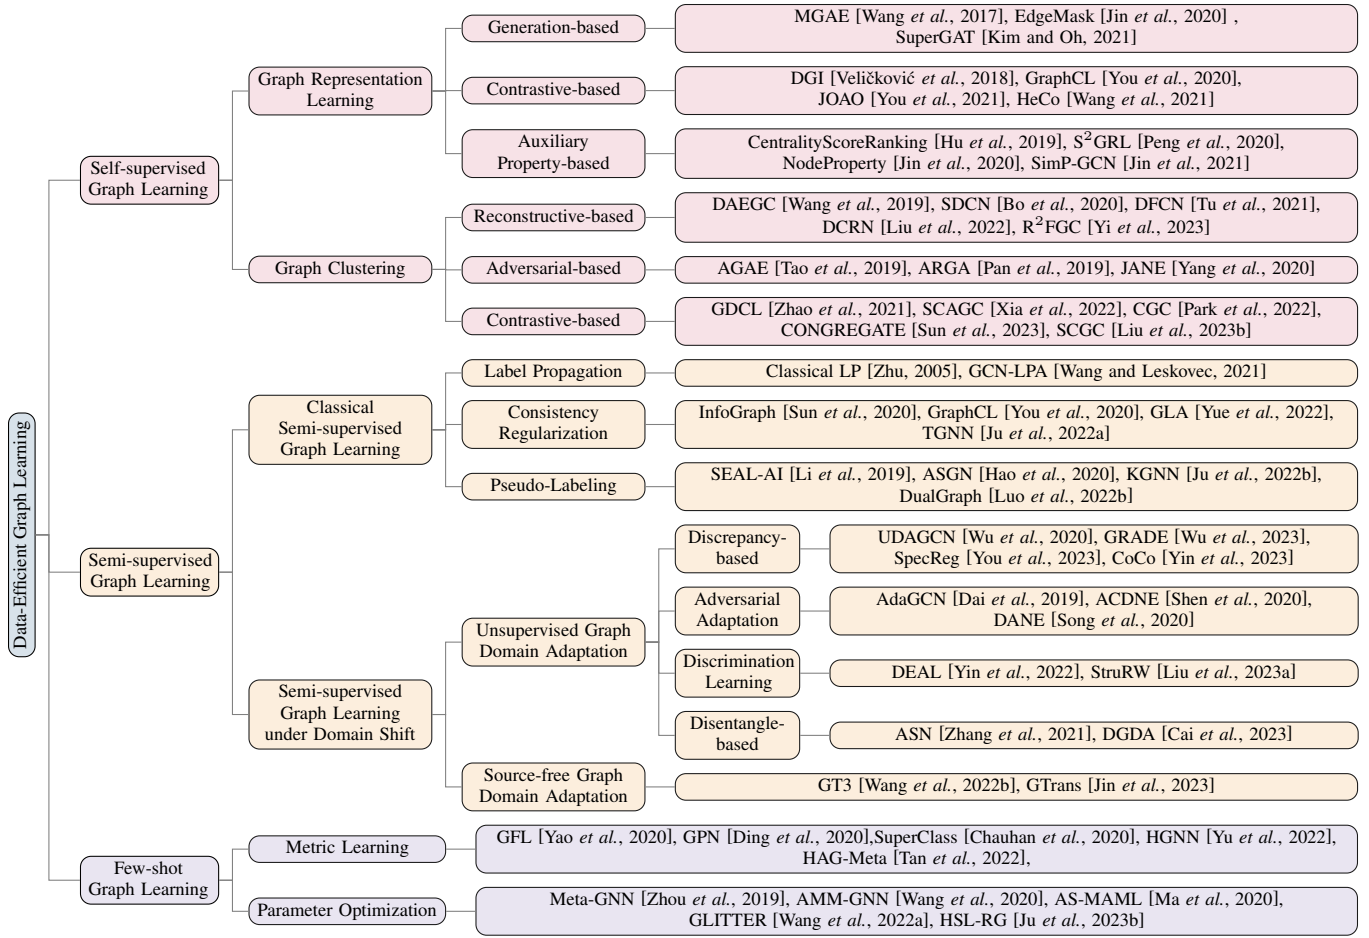 Data-Efficient Graph Learning
Self-supervised
Graph Learning
Graph Representation
Learning
Generation-based
MGAE [Wang et al., 2017], EdgeMask [Jin et al., 2020] ,
SuperGAT [Kim and Oh, 2021]
Contrastive-based
DGI [Veličković et al., 2018], GraphCL [You et al., 2020],
JOAO [You et al., 2021], HeCo [Wang et al., 2021]
Auxiliary
Property-based
CentralityScoreRanking [Hu et al., 2019], S²GRL [Peng et al., 2020],
NodeProperty [Jin et al., 2020], SimP-GCN [Jin et al., 2021]
Graph Clustering
Reconstructive-based
DAEGC [Wang et al., 2019], SDCN [Bo et al., 2020], DFCN [Tu et al., 2021],
DCRN [Liu et al., 2022], R²FGC [Yi et al., 2023]
Adversarial-based
AGAE [Tao et al., 2019], ARGA [Pan et al., 2019], JANE [Yang et al., 2020]
Contrastive-based
GDCL [Zhao et al., 2021], SCAGC [Xia et al., 2022], CGC [Park et al., 2022],
CONGREGATE [Sun et al., 2023], SCGC [Liu et al., 2023b]
Semi-supervised
Graph Learning
Classical
Semi-supervised
Graph Learning
Label Propagation
Classical LP [Zhu, 2005], GCN-LPA [Wang and Leskovec, 2021]
Consistency
Regularization
InfoGraph [Sun et al., 2020], GraphCL [You et al., 2020], GLA [Yue et al., 2022],
TGNN [Ju et al., 2022a]
Pseudo-Labeling
SEAL-AI [Li et al., 2019], ASGN [Hao et al., 2020], KGNN [Ju et al., 2022b],
DualGraph [Luo et al., 2022b]
Semi-supervised
Graph Learning
under Domain Shift
Unsupervised Graph
Domain Adaptation
Discrepancy-
based
UDAGCN [Wu et al., 2020], GRADE [Wu et al., 2023],
SpecReg [You et al., 2023], CoCo [Yin et al., 2023]
Adversarial
Adaptation
AdaGCN [Dai et al., 2019], ACDNE [Shen et al., 2020],
DANE [Song et al., 2020]
Discrimination
Learning
DEAL [Yin et al., 2022], StruRW [Liu et al., 2023a]
Disentangle-
based
ASN [Zhang et al., 2021], DGDA [Cai et al., 2023]
Source-free Graph
Domain Adaptation
GT3 [Wang et al., 2022b], GTrans [Jin et al., 2023]
Few-shot
Graph Learning
Metric Learning
GFL [Yao et al., 2020], GPN [Ding et al., 2020],SuperClass [Chauhan et al., 2020], HGNN [Yu et al., 2022],
HAG-Meta [Tan et al., 2022],
Parameter Optimization
Meta-GNN [Zhou et al., 2019], AMM-GNN [Wang et al., 2020], AS-MAML [Ma et al., 2020],
GLITTER [Wang et al., 2022a], HSL-RG [Ju et al., 2023b]